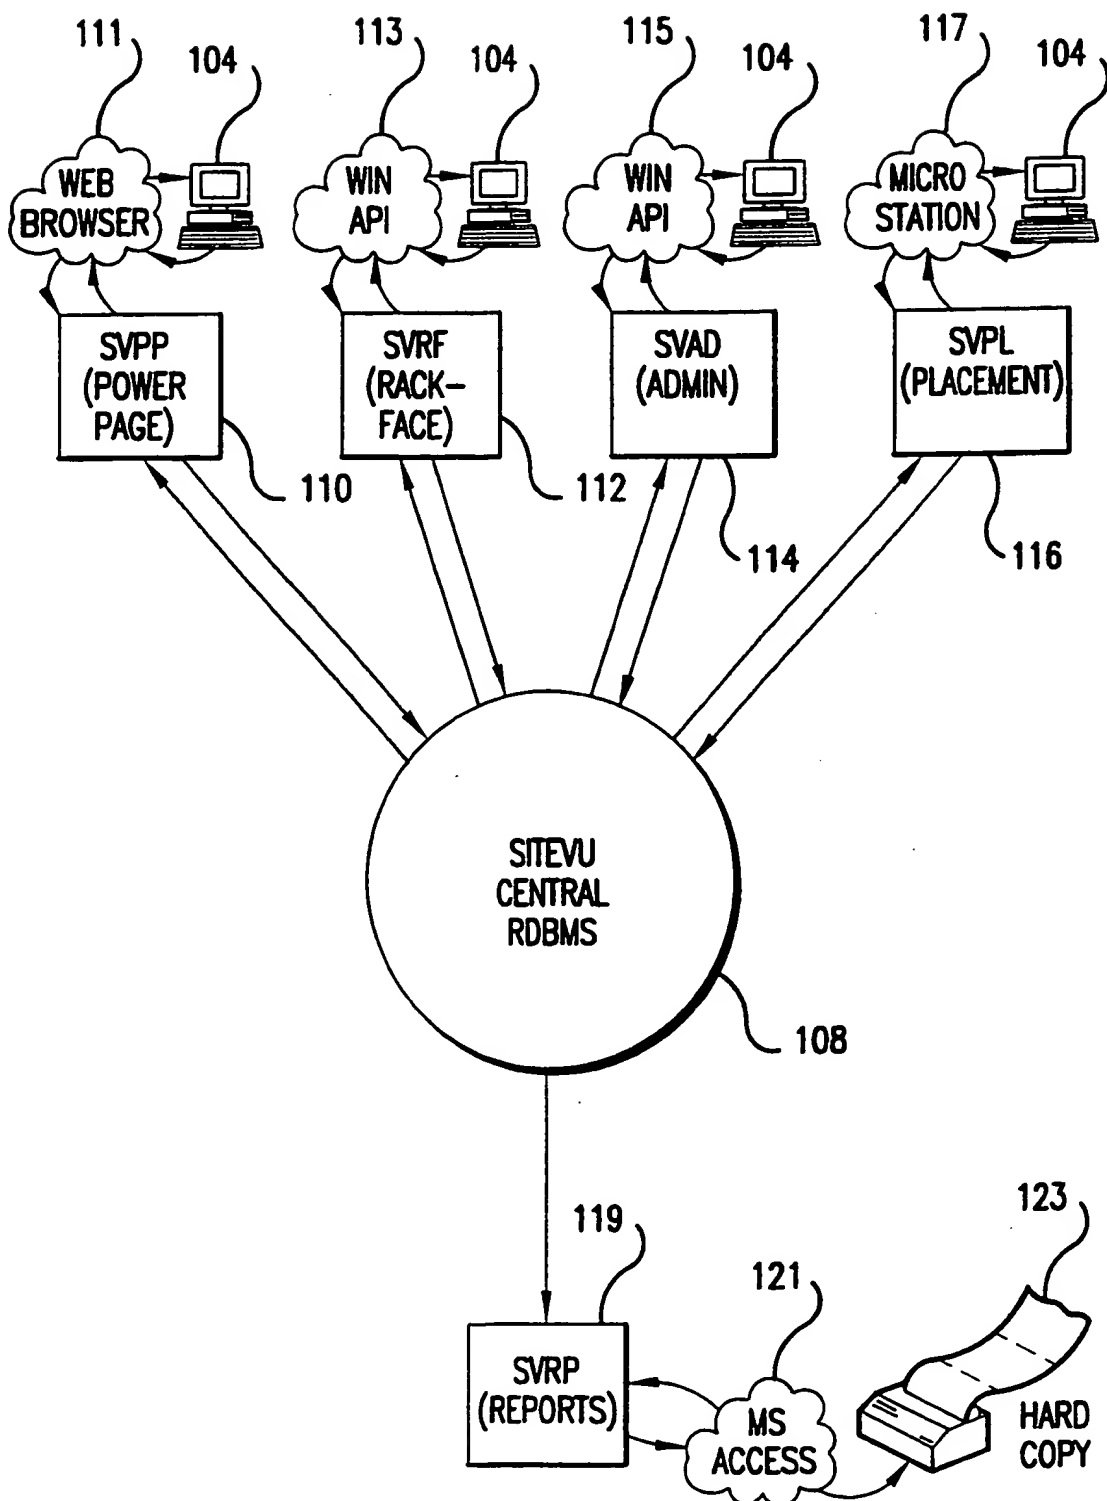 111
104
113
104
115
104
117
104
WEB
BROWSER
WIN
API
WIN
API
MICRO
STATION
SVPP
(POWER
PAGE)
SVRF
(RACK-
FACE)
SVAD
(ADMIN)
SVPL
(PLACEMENT)
110
112
114
116
SITEVU
CENTRAL
RDBMS
108
119
121
123
SVRP
(REPORTS)
MS
ACCESS
HARD
COPY